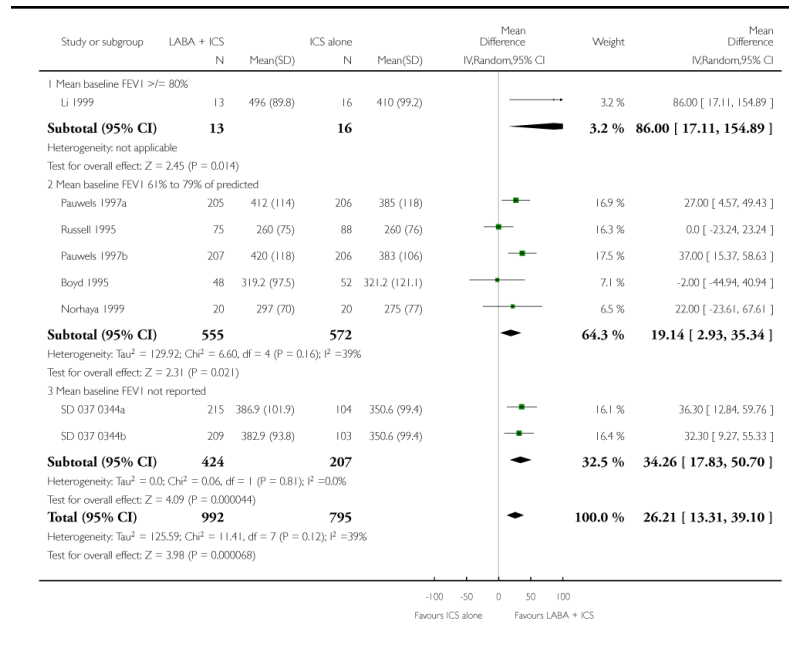 Study or subgroup LABA + ICS ICS alone Mean Difference Weight Mean Difference
N Mean(SD) N Mean(SD) IV,Random,95% CI IV,Random,95% CI
1 Mean baseline FEV1 >/= 80%
Li 1999 13 496 (89.8) 16 410 (99.2) 3.2 % 86.00 [ 17.11, 154.89 ]
Subtotal (95% CI) 13 16 3.2 % 86.00 [ 17.11, 154.89 ]
Heterogeneity: not applicable
Test for overall effect: Z = 2.45 (P = 0.014)
2 Mean baseline FEV1 61% to 79% of predicted
Pauwels 1997a 205 412 (114) 206 385 (118) 16.9 % 27.00 [ 4.57, 49.43 ]
Russell 1995 75 260 (75) 88 260 (76) 16.3 % 0.0 [ -23.24, 23.24 ]
Pauwels 1997b 207 420 (118) 206 383 (106) 17.5 % 37.00 [ 15.37, 58.63 ]
Boyd 1995 48 319.2 (97.5) 52 321.2 (121.1) 7.1 % -2.00 [ -44.94, 40.94 ]
Norhaya 1999 20 297 (70) 20 275 (77) 6.5 % 22.00 [ -23.61, 67.61 ]
Subtotal (95% CI) 555 572 64.3 % 19.14 [ 2.93, 35.34 ]
Heterogeneity: Tau² = 129.92; Chi² = 6.60, df = 4 (P = 0.16); I² =39%
Test for overall effect: Z = 2.31 (P = 0.021)
3 Mean baseline FEV1 not reported
SD 037 0344a 215 386.9 (101.9) 104 350.6 (99.4) 16.1 % 36.30 [ 12.84, 59.76 ]
SD 037 0344b 209 382.9 (93.8) 103 350.6 (99.4) 16.4 % 32.30 [ 9.27, 55.33 ]
Subtotal (95% CI) 424 207 32.5 % 34.26 [ 17.83, 50.70 ]
Heterogeneity: Tau² = 0.0; Chi² = 0.06, df = 1 (P = 0.81); I² =0.0%
Test for overall effect: Z = 4.09 (P = 0.000044)
Total (95% CI) 992 795 100.0 % 26.21 [ 13.31, 39.10 ]
Heterogeneity: Tau² = 125.59; Chi² = 11.41, df = 7 (P = 0.12); I² =39%
Test for overall effect: Z = 3.98 (P = 0.000068)
-100 -50 0 50 100
Favours ICS alone Favours LABA + ICS